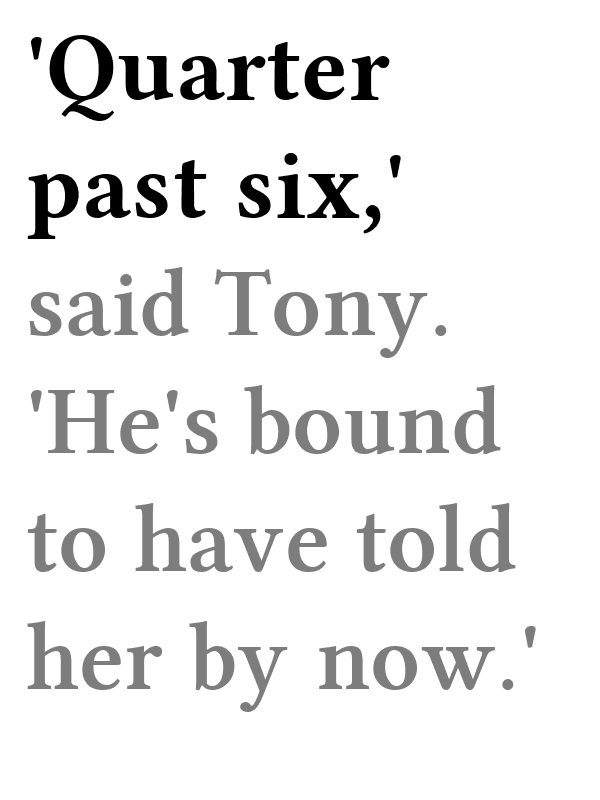 'Quarter
past six,'
said Tony.
'He's bound
to have told
her by now.'